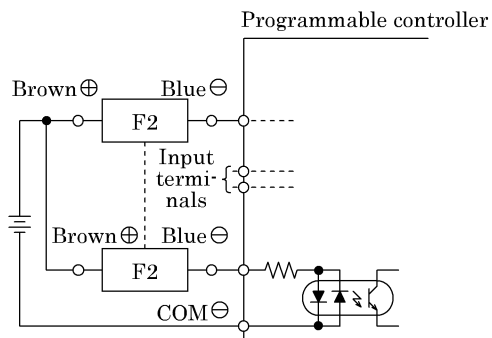 Programmable controller
Brown ⊕
Blue ⊖
F2
Input
termi-
nals
Brown ⊕
Blue ⊖
F2
COM ⊖